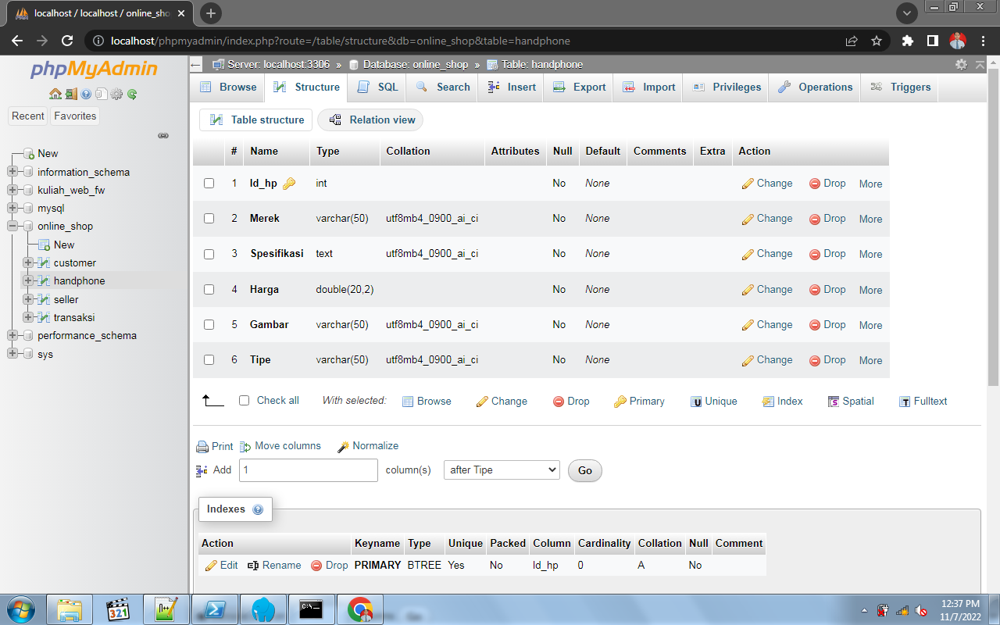 localhost / localhost / online_sho
localhost/phpmyadmin/index.php?route=/table/structure&db=online_shop&table=handphone
phpMyAdmin
Recent Favorites
New
information_schema
kuliah_web_fw
mysql
online_shop
New
customer
handphone
seller
transaksi
performance_schema
sys
Server: localhost:3306 » Database: online_shop » Table: handphone
Browse Structure SQL Search Insert Export Import Privileges Operations Triggers
Table structure Relation view
# Name Type Collation Attributes Null Default Comments Extra Action
1 Id_hp int No None Change Drop More
2 Merek varchar(50) utf8mb4_0900_ai_ci No None Change Drop More
3 Spesifikasi text utf8mb4_0900_ai_ci No None Change Drop More
4 Harga double(20,2) No None Change Drop More
5 Gambar varchar(50) utf8mb4_0900_ai_ci No None Change Drop More
6 Tipe varchar(50) utf8mb4_0900_ai_ci No None Change Drop More
Check all With selected: Browse Change Drop Primary Unique Index Spatial Fulltext
Print Move columns Normalize
Add 1 column(s) after Tipe Go
Indexes
Action Keyname Type Unique Packed Column Cardinality Collation Null Comment
Edit Rename Drop PRIMARY BTREE Yes No Id_hp 0 A No
12:37 PM
11/7/2022